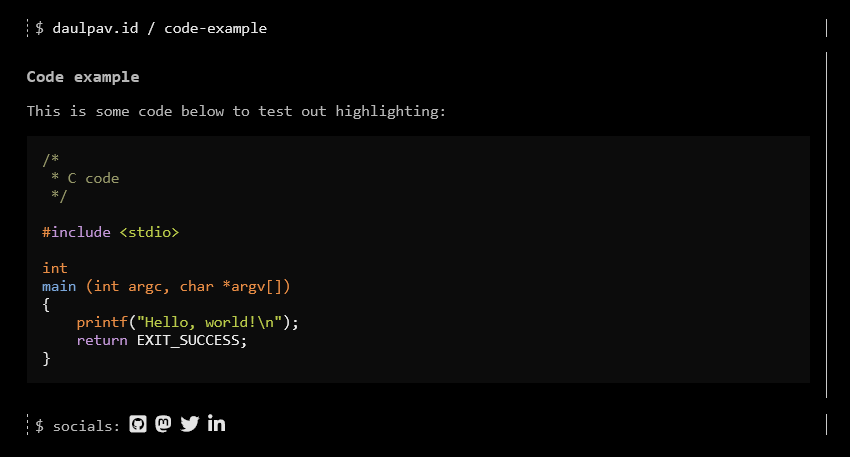 $ daulpav.id / code-example
Code example
This is some code below to test out highlighting:
/*
 * C code
 */
#include <stdio>
int
main (int argc, char *argv[])
{
    printf("Hello, world!\n");
    return EXIT_SUCCESS;
}
$ socials: